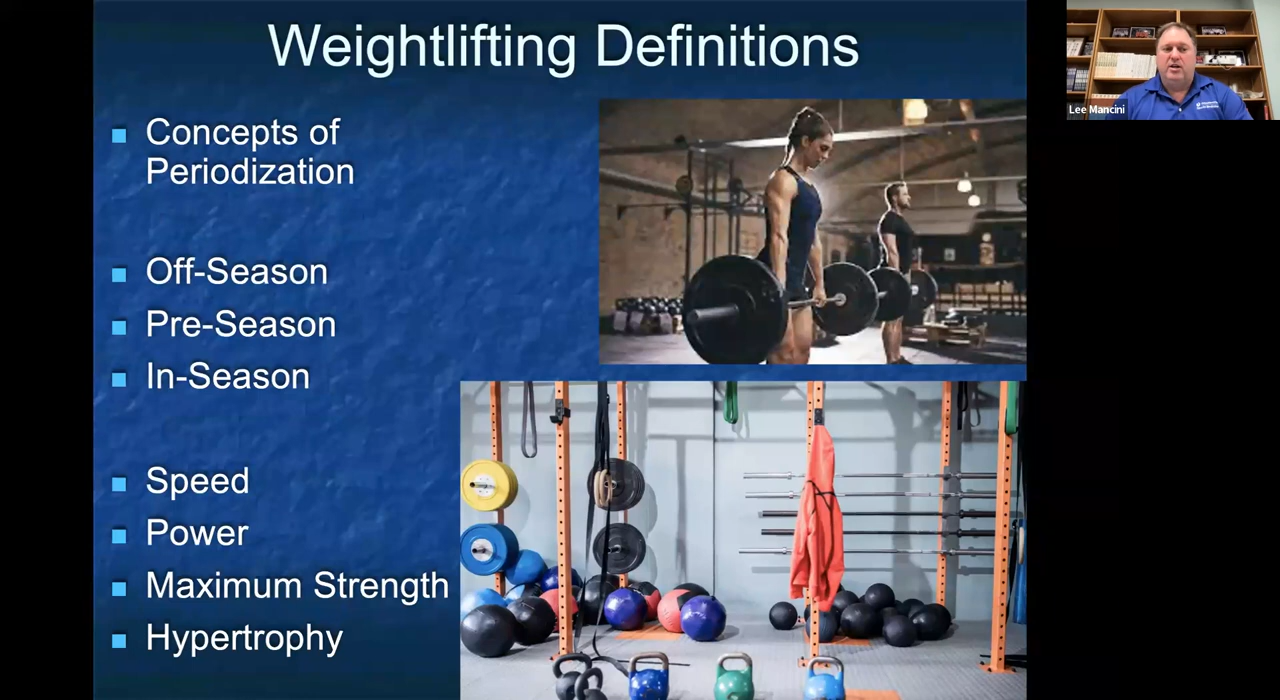 Weightlifting Definitions
Concepts of
Periodization
Off-Season
Pre-Season
In-Season
Speed
Power
Maximum Strength
Hypertrophy
Lee Mancini